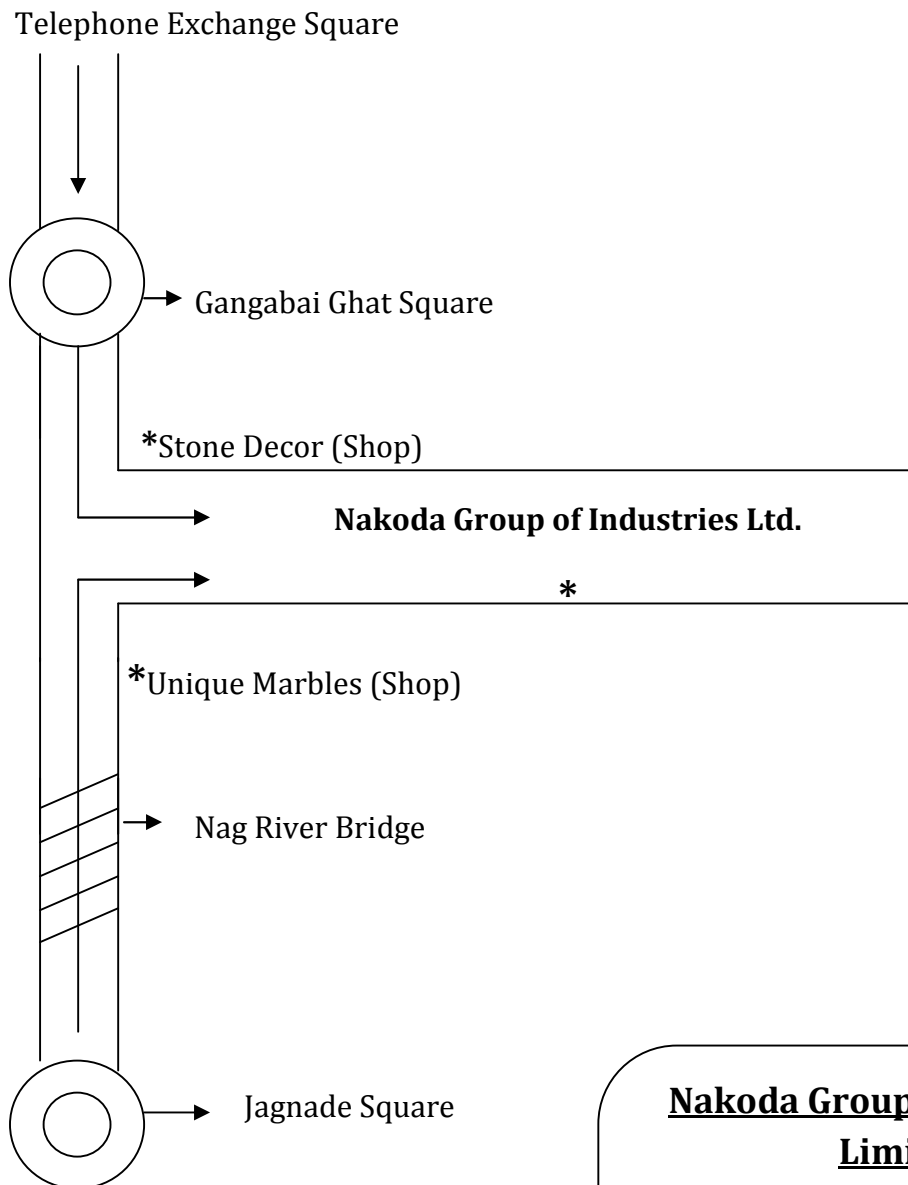 Telephone Exchange Square
Gangabai Ghat Square
*Stone Decor (Shop)
Nakoda Group of Industries Ltd.
*
*Unique Marbles (Shop)
Nag River Bridge
Jagnade Square
Nakoda Group
Limi